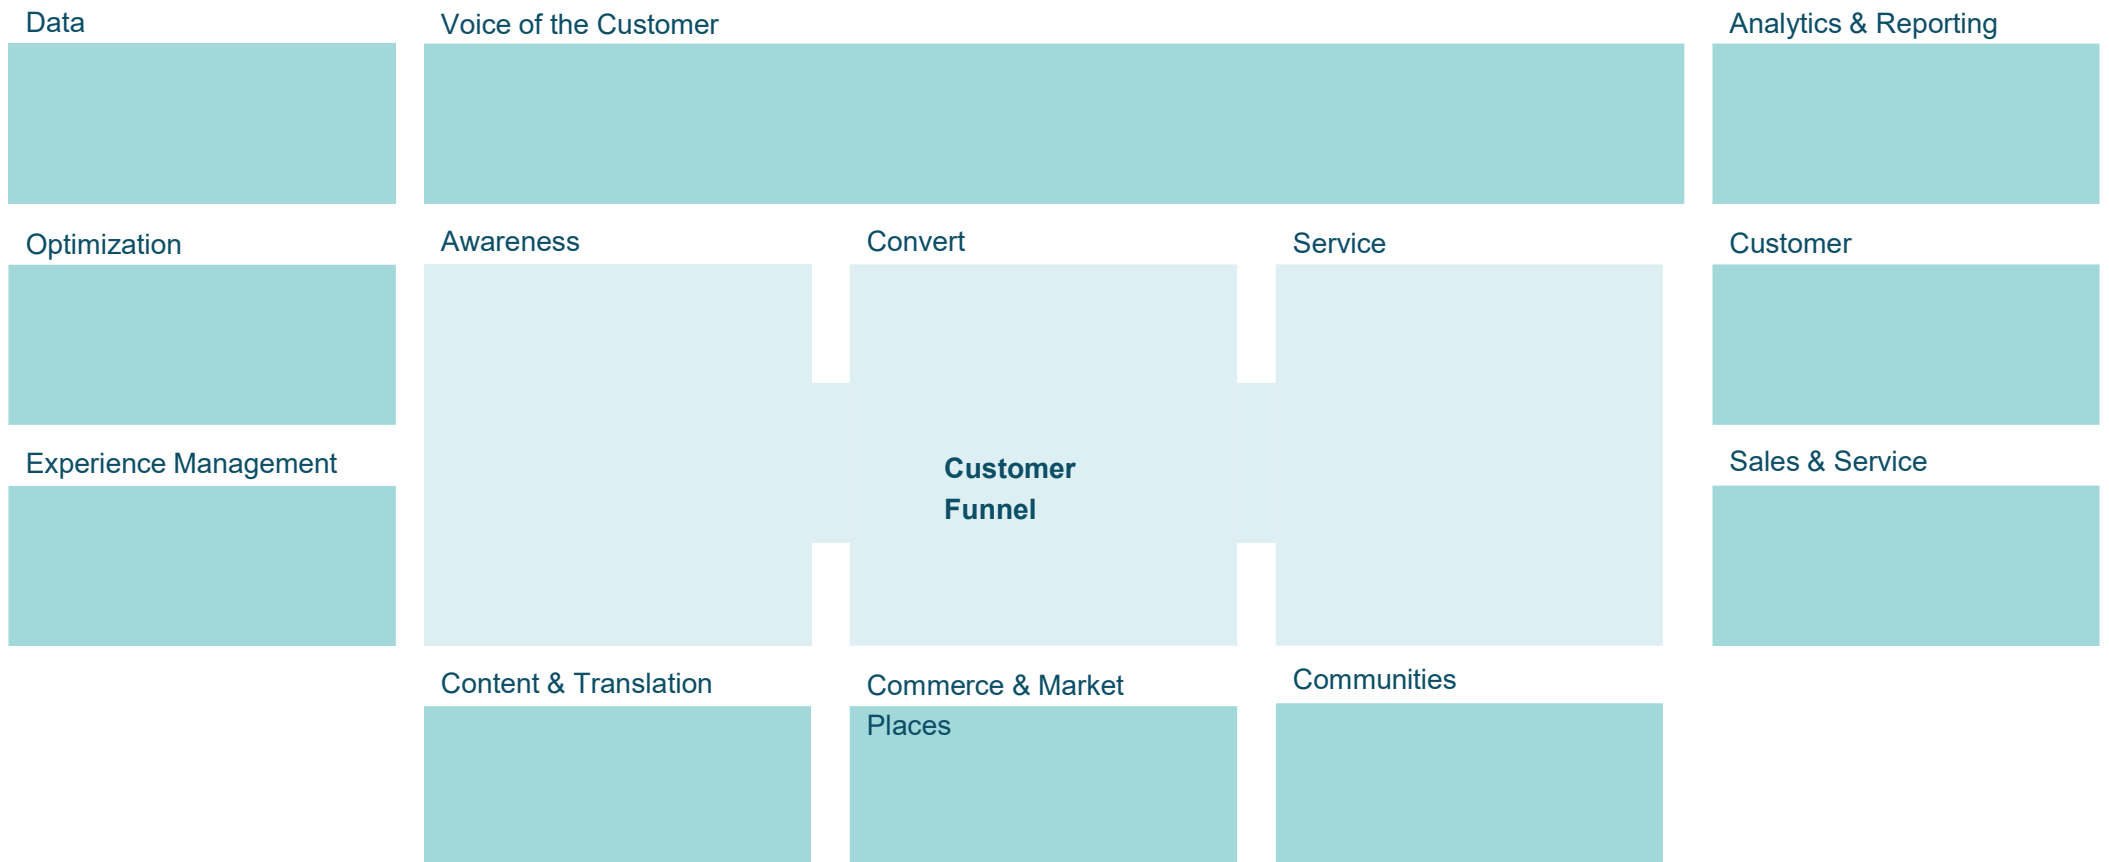 Data
Voice of the Customer
Analytics & Reporting
Optimization
Awareness
Convert
Service
Customer
Experience Management
Customer
Funnel
Sales & Service
Content & Translation
Commerce & Market
Places
Communities